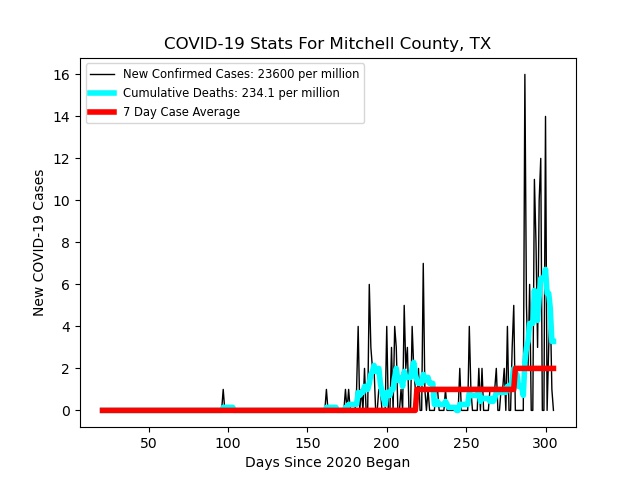 COVID-19 Stats For Mitchell County, TX
New Confirmed Cases: 23600 per million
Cumulative Deaths: 234.1 per million
7 Day Case Average
New COVID-19 Cases
16
14
12
10
8
6
4
2
0
50 100 150 200 250 300
Days Since 2020 Began